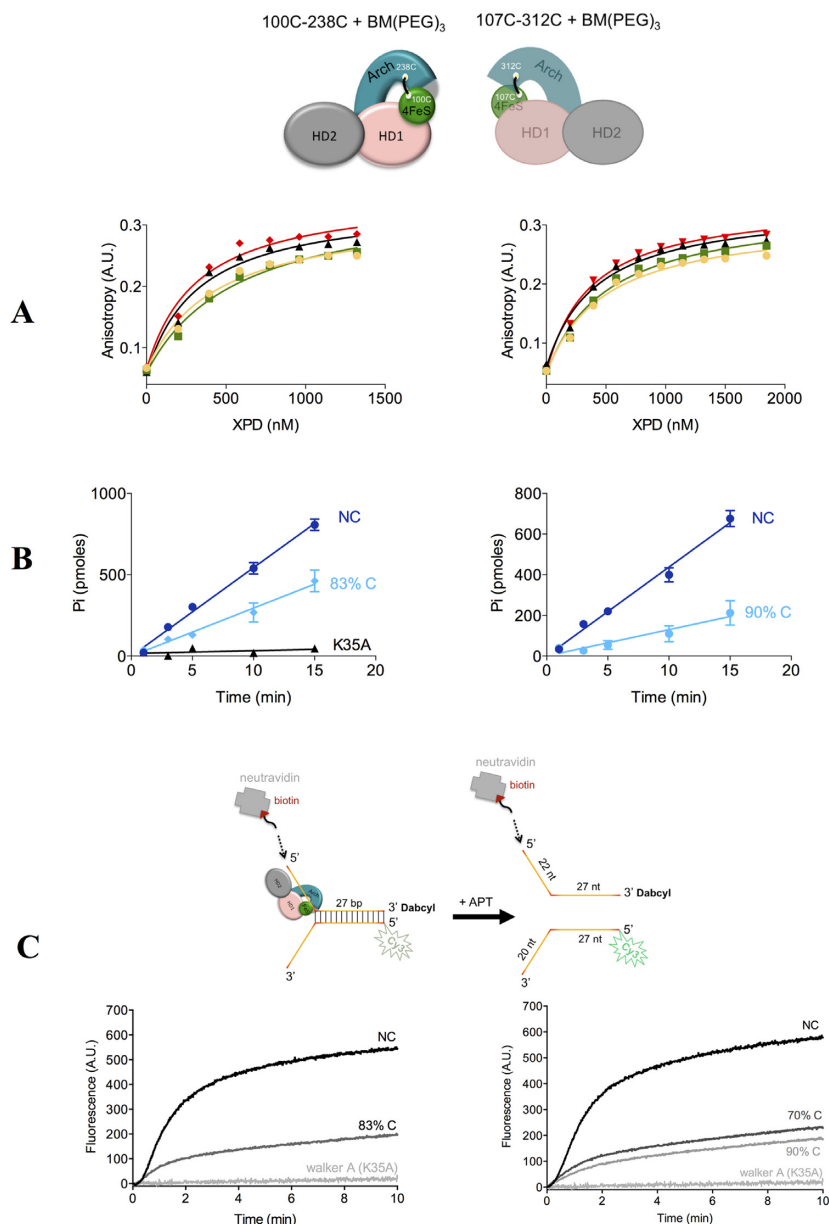 100C-238C + BM(PEG)3 107C-312C + BM(PEG)3
Arch 238C 100C 4FeS HD2 HD1
312C Arch 107C 4FeS HD1 HD2
A
Anisotropy (A.U.)
0.3
0.2
0.1
0 500 1000 1500
XPD (nM)
Anisotropy (A.U.)
0.3
0.2
0.1
0 500 1000 1500 2000
XPD (nM)
B
Pi (pmoles)
1000
500
0
NC
83% C
K35A
0 5 10 15 20
Time (min)
Pi (pmoles)
800
600
400
200
0
NC
90% C
0 5 10 15 20
Time (min)
C
neutravidin
biotin
5'
HD2 Arch
HD1
27 bp
3' Dabcyl
5'
Cy3
3'
+ APT
neutravidin
biotin
5'
22 nt
27 nt
3' Dabcyl
5'
20 nt
27 nt
Cy3
3'
Fluorescence (A.U.)
700
600
500
400
300
200
100
0
NC
83% C
walker A (K35A)
0 2 4 6 8 10
Time (min)
Fluorescence (A.U.)
700
600
500
400
300
200
100
0
NC
70% C
90% C
walker A (K35A)
0 2 4 6 8 10
Time (min)